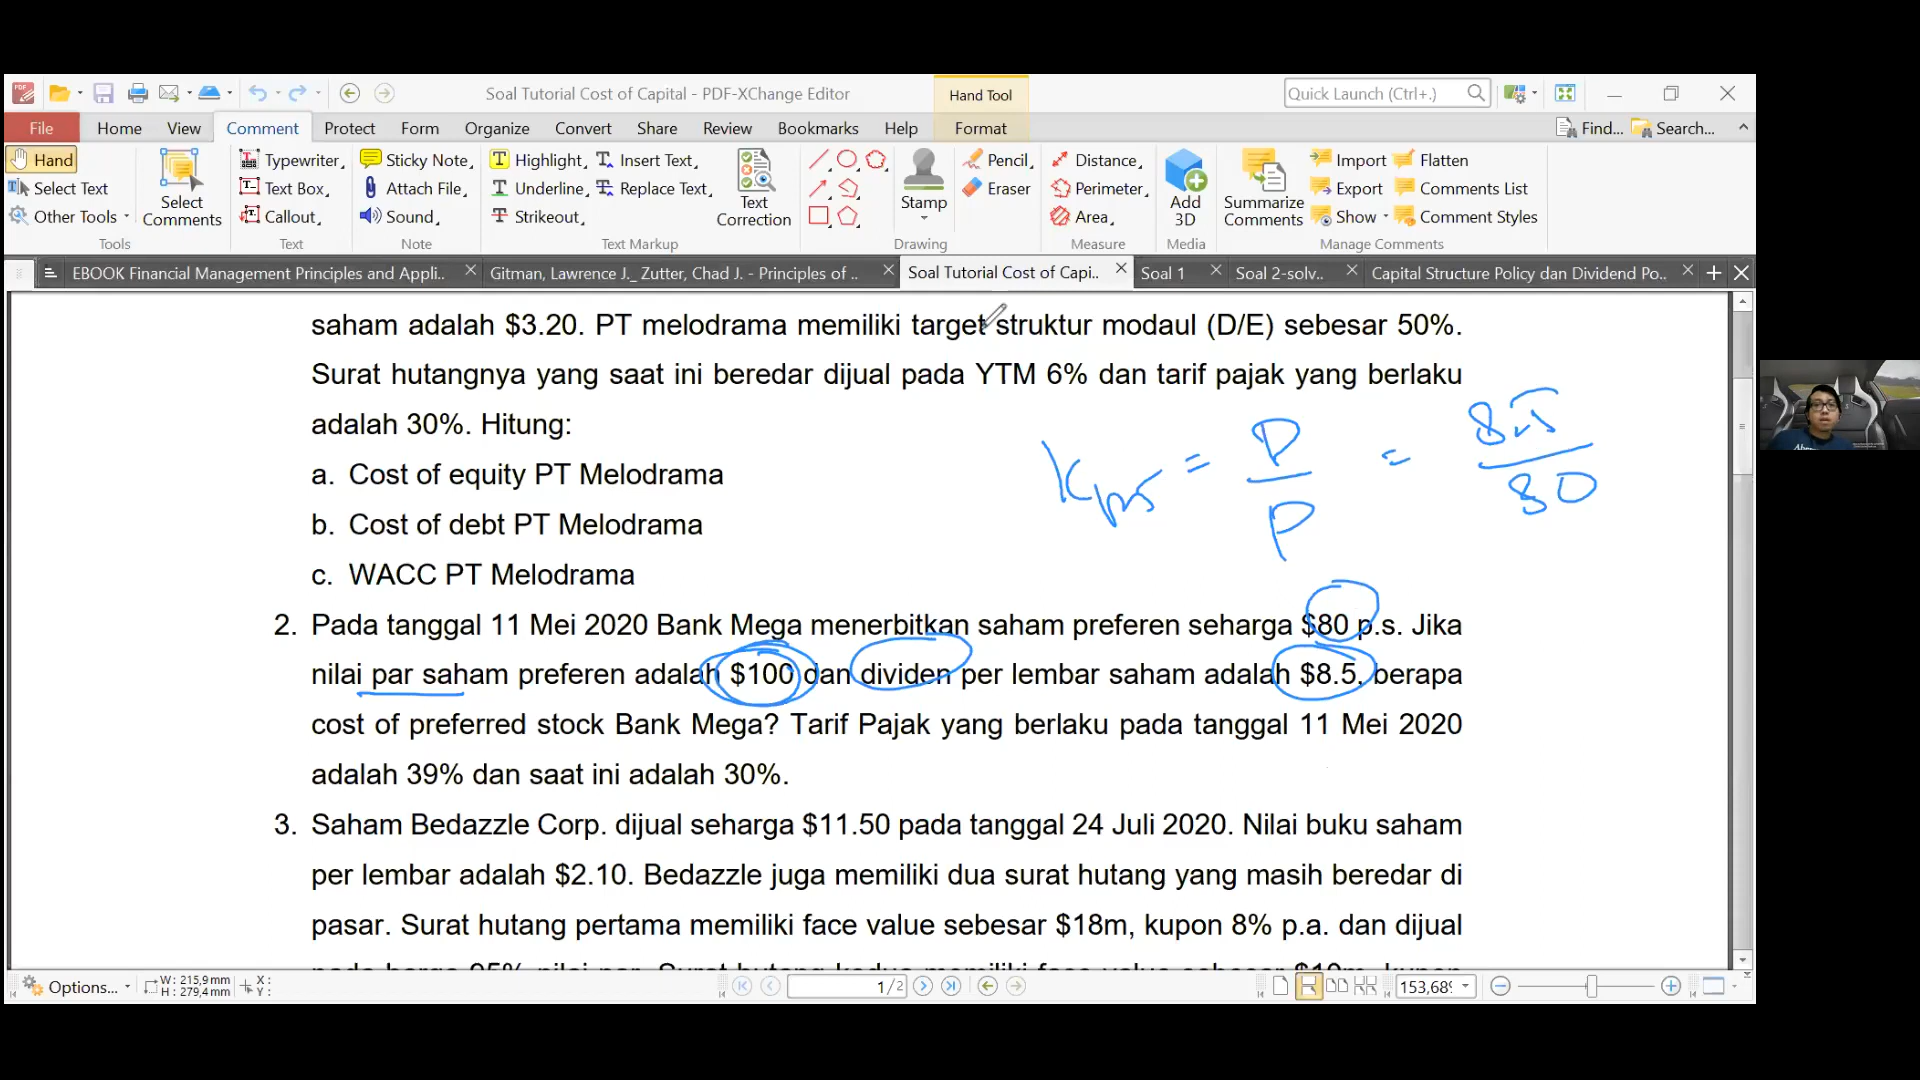 Soal Tutorial Cost of Capital - PDF-XChange Editor
Hand Tool
Quick Launch (Ctrl+.)
File Home View Comment Protect Form Organize Convert Share Review Bookmarks Help Format Find... Search...
Hand
Select Text
Other Tools
Select Comments
Tools
Typewriter
Text Box
Callout
Text
Sticky Note
Attach File
Sound
Note
Highlight
Underline
Strikeout
Insert Text
Replace Text
Text Correction
Text Markup
Stamp
Pencil
Eraser
Drawing
Distance
Perimeter
Area
Measure
Add 3D
Media
Summarize Comments
Import
Export
Show
Flatten
Comments List
Comment Styles
Manage Comments
EBOOK Financial Management Principles and Appli..
Gitman, Lawrence J._ Zutter, Chad J. - Principles of ..
Soal Tutorial Cost of Capi..
Soal 1
Soal 2-solv..
Capital Structure Policy dan Dividend Po..
saham adalah $3.20. PT melodrama memiliki target struktur modaul (D/E) sebesar 50%.
Surat hutangnya yang saat ini beredar dijual pada YTM 6% dan tarif pajak yang berlaku
adalah 30%. Hitung:
a. Cost of equity PT Melodrama
b. Cost of debt PT Melodrama
c. WACC PT Melodrama
Kps = D/P = 8.5/80
2. Pada tanggal 11 Mei 2020 Bank Mega menerbitkan saham preferen seharga $80 p.s. Jika
nilai par saham preferen adalah $100 dan dividen per lembar saham adalah $8.5, berapa
cost of preferred stock Bank Mega? Tarif Pajak yang berlaku pada tanggal 11 Mei 2020
adalah 39% dan saat ini adalah 30%.
3. Saham Bedazzle Corp. dijual seharga $11.50 pada tanggal 24 Juli 2020. Nilai buku saham
per lembar adalah $2.10. Bedazzle juga memiliki dua surat hutang yang masih beredar di
pasar. Surat hutang pertama memiliki face value sebesar $18m, kupon 8% p.a. dan dijual
Options...
W: 215,9 mm
H: 279,4 mm
X:
Y:
1/2
153,68%